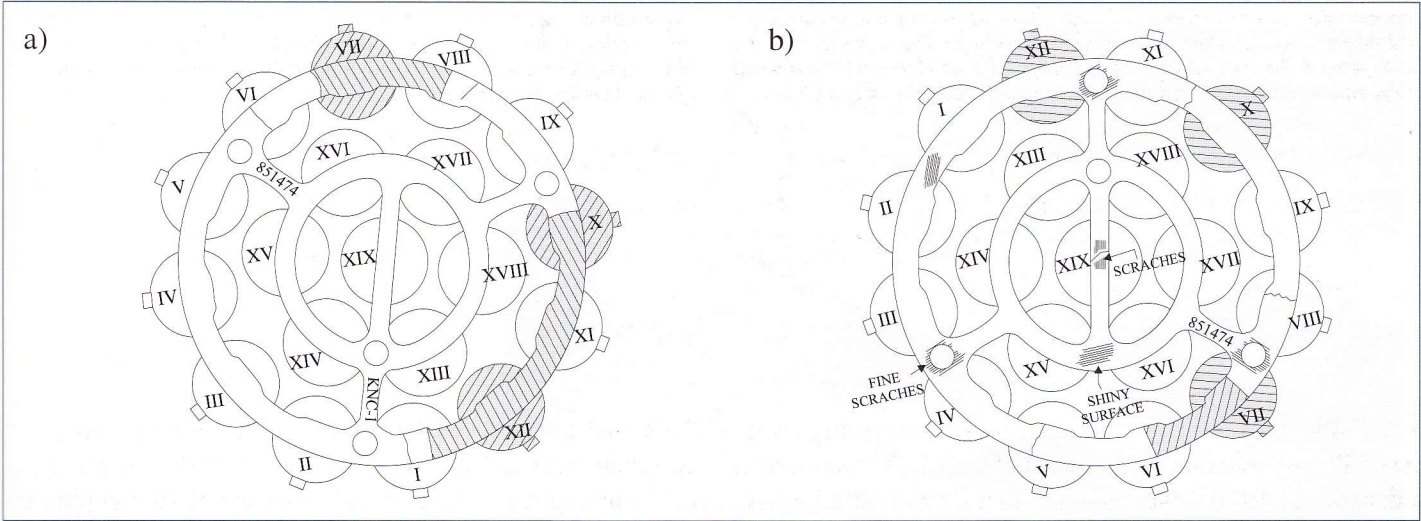 a)
VII
VIII
VI
IX
XVI
XVII
851474
V
X
XV
XIX
XVIII
IV
XI
XIV
XIII
III
KNC-1
XII
II
I
b)
XII
XI
I
X
XIII
XVIII
II
IX
XIV
XIX
XVII
SCRACHES
III
VIII
851474
XV
XVI
FINE
SCRACHES
SHINY
SURFACE
IV
VII
V
VI